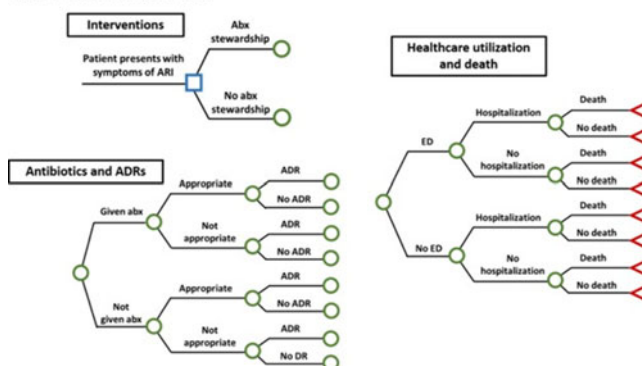 Interventions
Abx
stewardship
Patient presents with
symptoms of ARI
No abx
stewardship
Antibiotics and ADRs
Given abx
Appropriate
ADR
No ADR
Not
appropriate
ADR
No ADR
Not
given abx
Appropriate
ADR
No ADR
Not
appropriate
ADR
No DR
Healthcare utilization
and death
ED
Hospitalization
Death
No death
No
hospitalization
Death
No death
No ED
Hospitalization
Death
No death
No
hospitalization
Death
No death